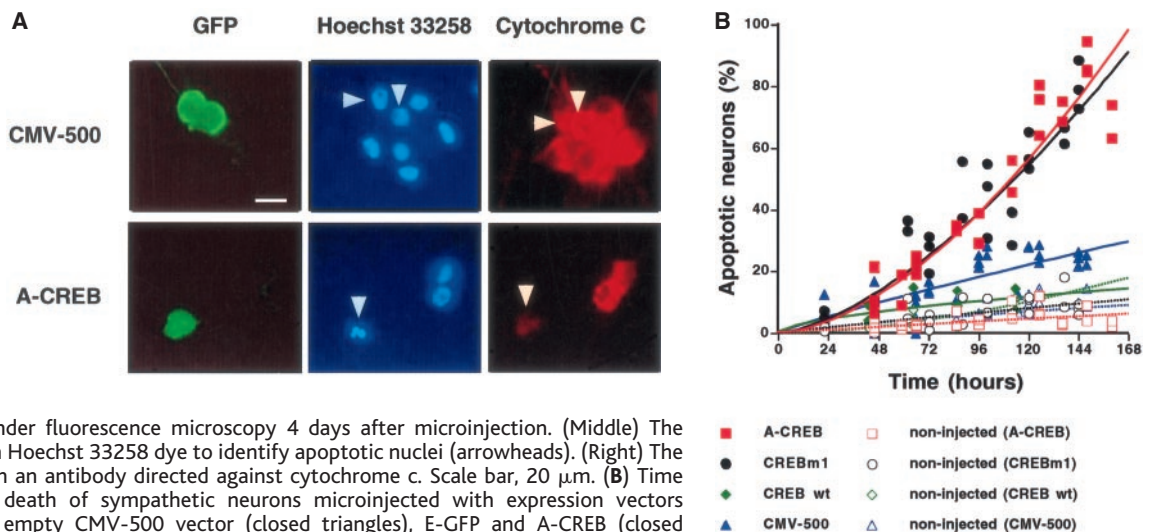 A
GFP
Hoechst 33258
Cytochrome C
CMV-500
A-CREB
B
Apoptotic neurons (%)
100
80
60
40
20
0
0 24 48 72 96 120 144 168
Time (hours)
A-CREB non-injected (A-CREB)
CREBm1 non-injected (CREBm1)
CREB wt non-injected (CREB wt)
CMV-500 non-injected (CMV-500)
nder fluorescence microscopy 4 days after microinjection. (Middle) The
Hoechst 33258 dye to identify apoptotic nuclei (arrowheads). (Right) The
an antibody directed against cytochrome c. Scale bar, 20 μm. (B) Time
death of sympathetic neurons microinjected with expression vectors
empty CMV-500 vector (closed triangles), E-GFP and A-CREB (closed